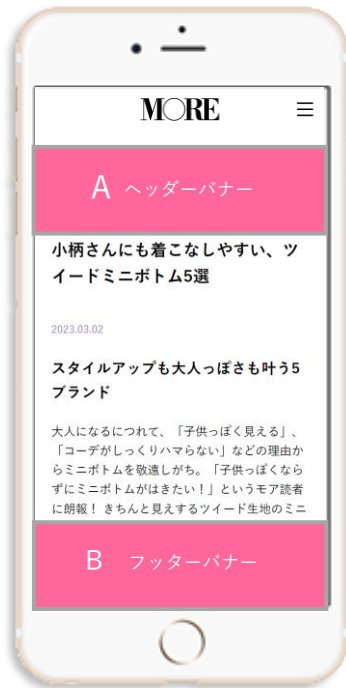 MORE
A ヘッダーバナー
小柄さんにも着こなしやすい、ツ
イードミニボトム5選
2023.03.02
スタイルアップも大人っぽさも叶う5
ブランド
大人になるにつれて、「子供っぽく見える」、
「コーデがしっくりハマらない」などの理由か
らミニボトムを敬遠しがち。「子供っぽくなら
ずにミニボトムがはきたい！」というモア読者
に朗報！ きちんと見えするツイード生地のミニ
B フッターバナー